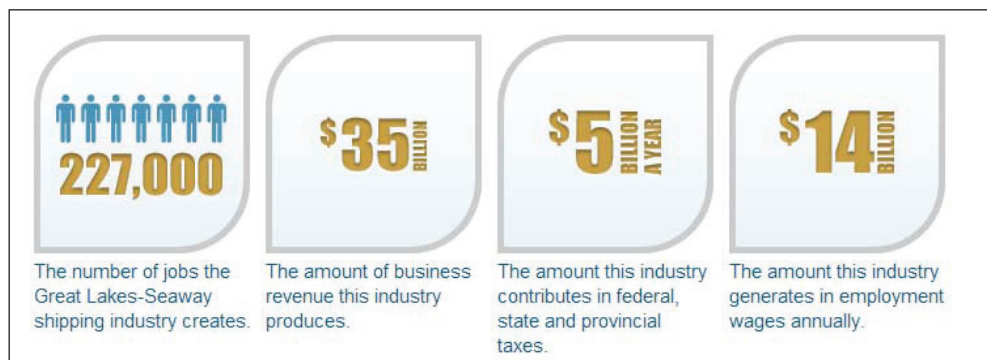 227,000
The number of jobs the
Great Lakes-Seaway
shipping industry creates.
$35 BILLION
The amount of business
revenue this industry
produces.
$5 BILLION
A YEAR
The amount this industry
contributes in federal,
state and provincial
taxes.
$14 BILLION
The amount this industry
generates in employment
wages annually.